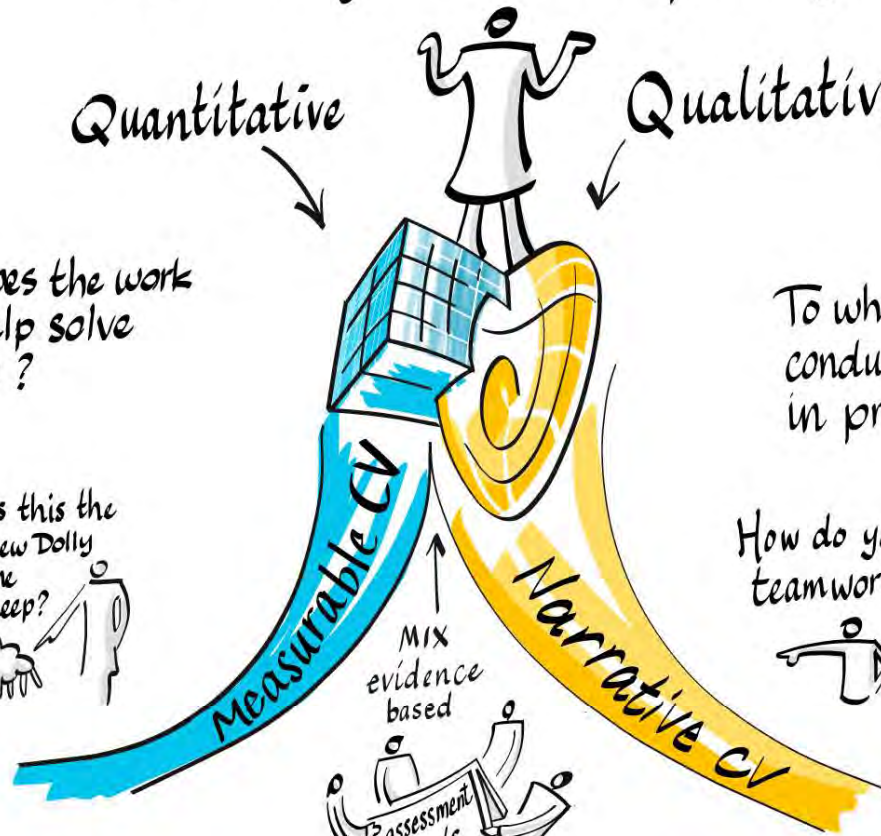 Quantitative
Qualitativ
es the work
lp solve
?
s this the
ew Dolly
eep?
To wh
condu
in pr
How do y
teamwor
Measurable CV
Narrative CV
MIX
evidence
based
assessment